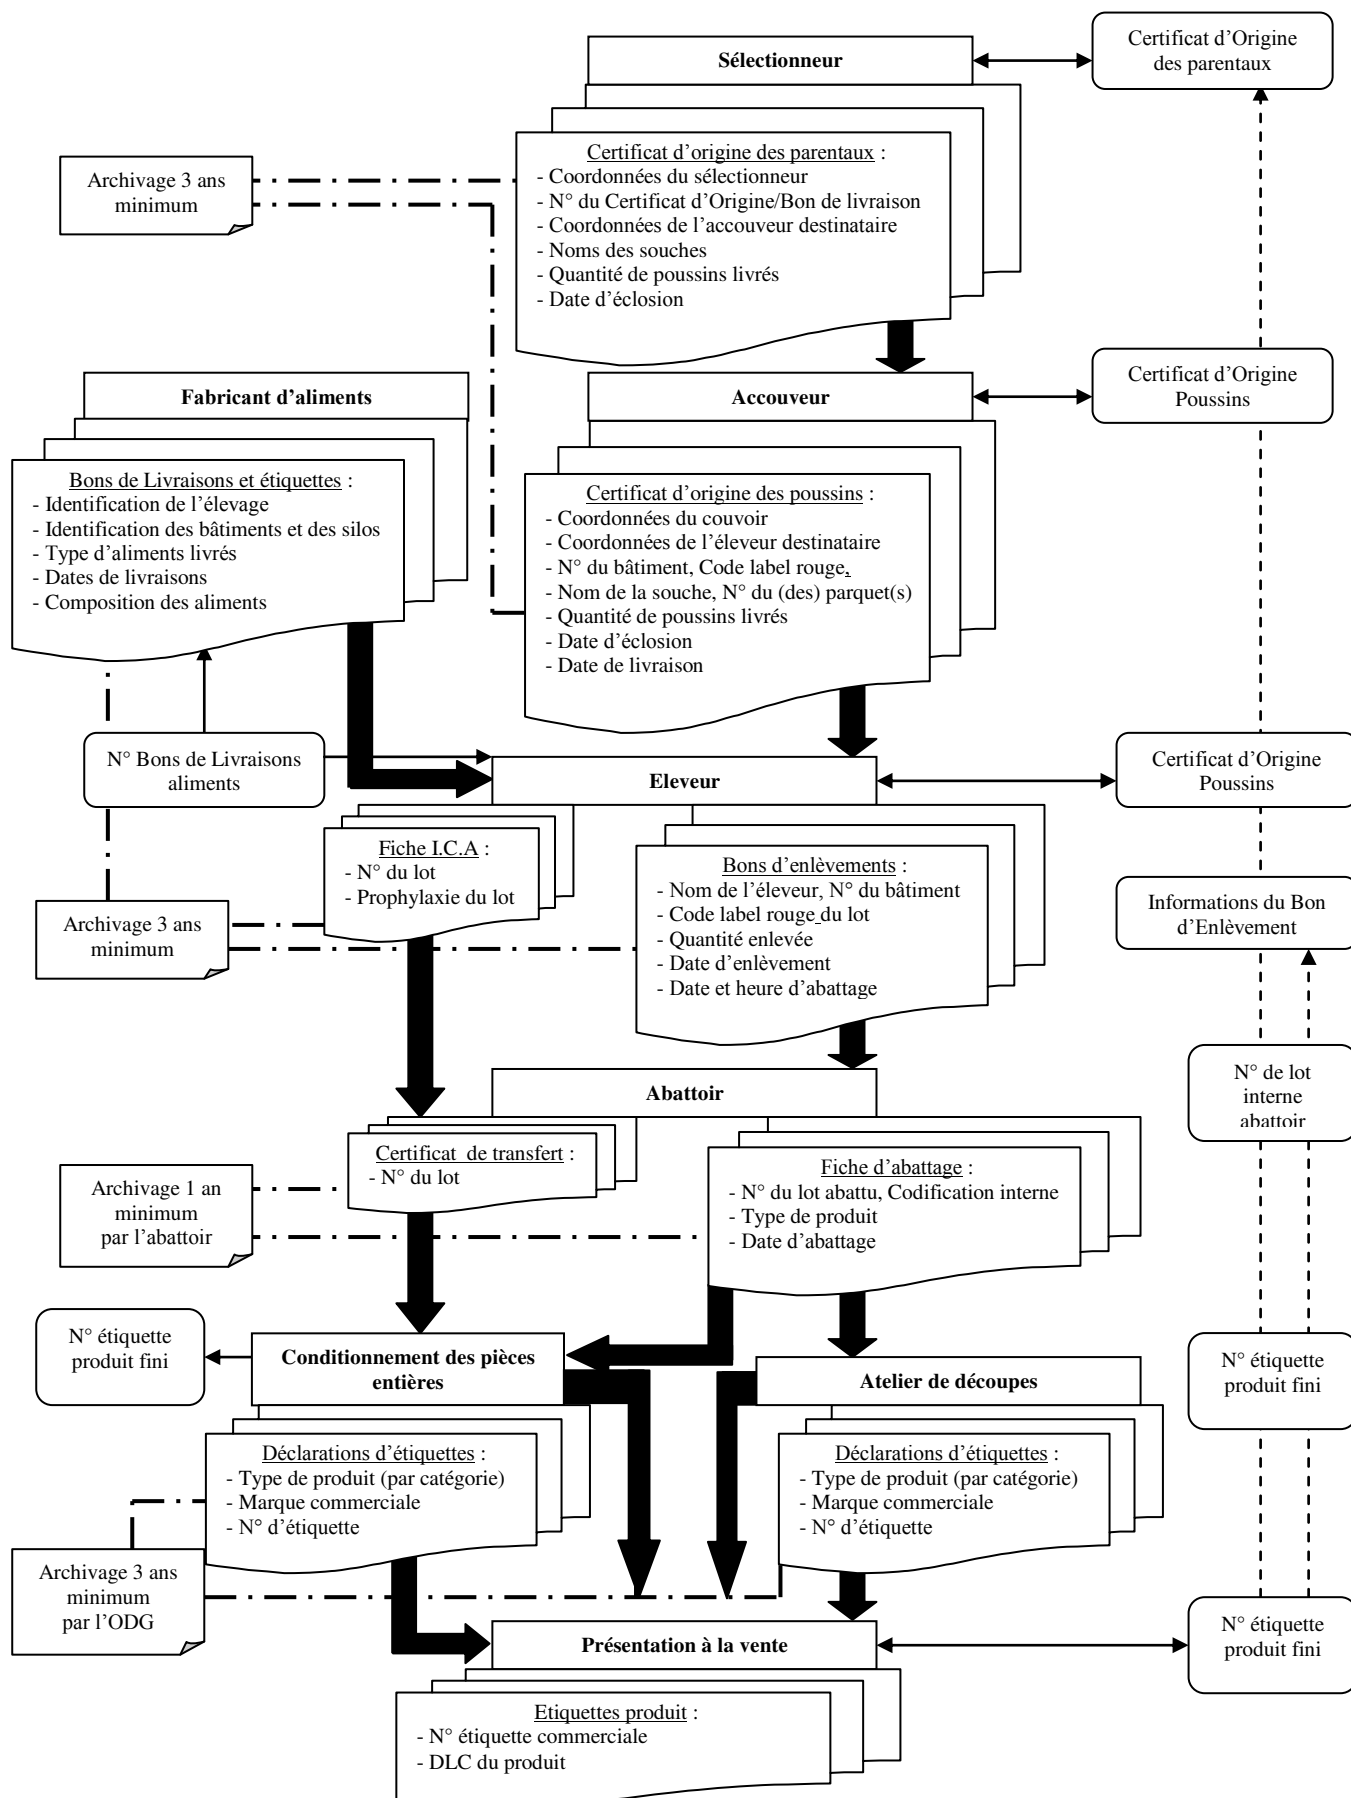 Sélectionneur
Certificat d’Origine
des parentaux
Certificat d’origine des parentaux :
- Coordonnées du sélectionneur
- N° du Certificat d’Origine/Bon de livraison
- Coordonnées de l’accouveur destinataire
- Noms des souches
- Quantité de poussins livrés
- Date d’éclosion
Archivage 3 ans
minimum
Fabricant d’aliments
Accouveur
Certificat d’Origine
Poussins
Bons de Livraisons et étiquettes :
- Identification de l’élevage
- Identification des bâtiments et des silos
- Type d’aliments livrés
- Dates de livraisons
- Composition des aliments
Certificat d’origine des poussins :
- Coordonnées du couvoir
- Coordonnées de l’éleveur destinataire
- N° du bâtiment, Code label rouge,
- Nom de la souche, N° du (des) parquet(s)
- Quantité de poussins livrés
- Date d’éclosion
- Date de livraison
N° Bons de Livraisons
aliments
Eleveur
Certificat d’Origine
Poussins
Fiche I.C.A :
- N° du lot
- Prophylaxie du lot
Bons d’enlèvements :
- Nom de l’éleveur, N° du bâtiment
- Code label rouge du lot
- Quantité enlevée
- Date d’enlèvement
- Date et heure d’abattage
Archivage 3 ans
minimum
Informations du Bon
d’Enlèvement
Abattoir
N° de lot
interne
abattoir
Certificat de transfert :
- N° du lot
Fiche d’abattage :
- N° du lot abattu, Codification interne
- Type de produit
- Date d’abattage
Archivage 1 an
minimum
par l’abattoir
N° étiquette
produit fini
Conditionnement des pièces
entières
Atelier de découpes
N° étiquette
produit fini
Déclarations d’étiquettes :
- Type de produit (par catégorie)
- Marque commerciale
- N° d’étiquette
Déclarations d’étiquettes :
- Type de produit (par catégorie)
- Marque commerciale
- N° d’étiquette
Archivage 3 ans
minimum
par l’ODG
Présentation à la vente
N° étiquette
produit fini
Etiquettes produit :
- N° étiquette commerciale
- DLC du produit